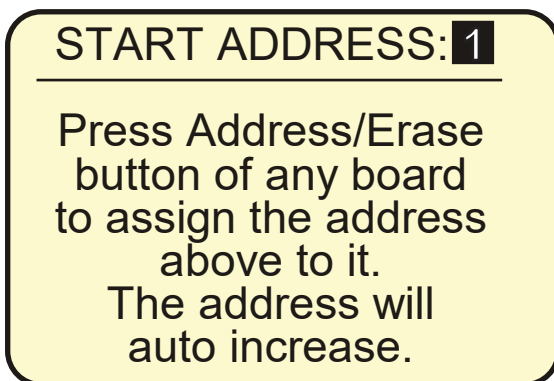 START ADDRESS:1
Press Address/Erase
button of any board
to assign the address
above to it.
The address will
auto increase.